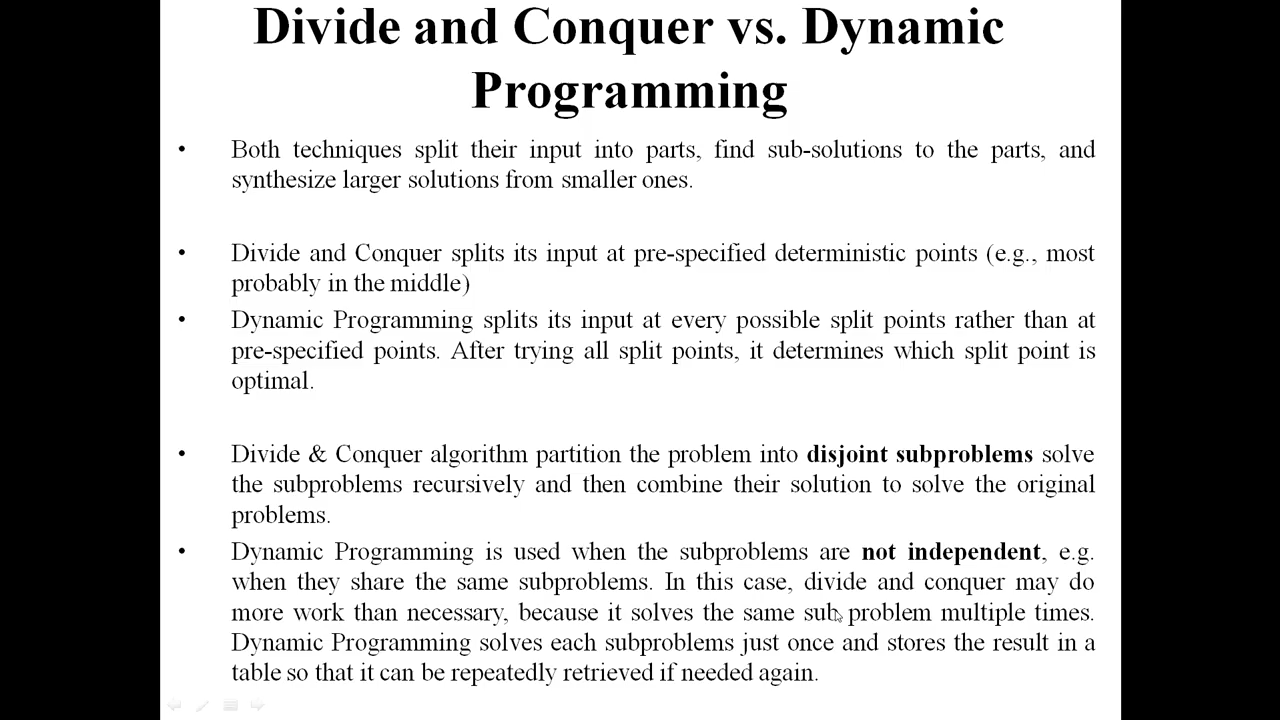 Divide and Conquer vs. Dynamic
Programming
• Both techniques split their input into parts, find sub-solutions to the parts, and
synthesize larger solutions from smaller ones.
• Divide and Conquer splits its input at pre-specified deterministic points (e.g., most
probably in the middle)
• Dynamic Programming splits its input at every possible split points rather than at
pre-specified points. After trying all split points, it determines which split point is
optimal.
• Divide & Conquer algorithm partition the problem into disjoint subproblems solve
the subproblems recursively and then combine their solution to solve the original
problems.
• Dynamic Programming is used when the subproblems are not independent, e.g.
when they share the same subproblems. In this case, divide and conquer may do
more work than necessary, because it solves the same sub problem multiple times.
Dynamic Programming solves each subproblems just once and stores the result in a
table so that it can be repeatedly retrieved if needed again.